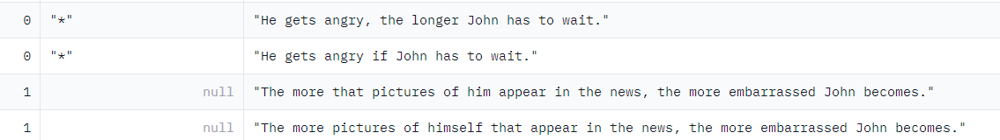 0 "*" "He gets angry, the longer John has to wait."
0 "*" "He gets angry if John has to wait."
1 null "The more that pictures of him appear in the news, the more embarrassed John becomes."
1 null "The more pictures of himself that appear in the news, the more embarrassed John becomes."